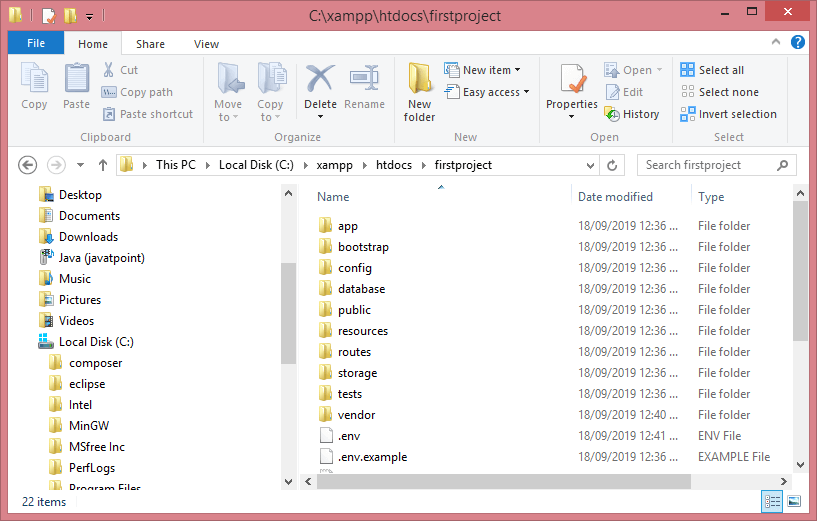 C:\xampp\htdocs\firstproject
File Home Share View
Copy Paste Cut Copy path Paste shortcut
Clipboard
Move to Copy to Delete Rename
Organize
New folder New item Easy access
New
Properties Open Edit History
Open
Select all Select none Invert selection
Select
This PC Local Disk (C:) xampp htdocs firstproject
Search firstproject
Desktop
Documents
Downloads
Java (javatpoint)
Music
Pictures
Videos
Local Disk (C:)
composer
eclipse
Intel
MinGW
MSfree Inc
PerfLogs
Program Files
Name Date modified Type
app 18/09/2019 12:36 ... File folder
bootstrap 18/09/2019 12:36 ... File folder
config 18/09/2019 12:36 ... File folder
database 18/09/2019 12:36 ... File folder
public 18/09/2019 12:36 ... File folder
resources 18/09/2019 12:36 ... File folder
routes 18/09/2019 12:36 ... File folder
storage 18/09/2019 12:36 ... File folder
tests 18/09/2019 12:36 ... File folder
vendor 18/09/2019 12:40 ... File folder
.env 18/09/2019 12:41 ... ENV File
.env.example 18/09/2019 12:36 ... EXAMPLE File
22 items